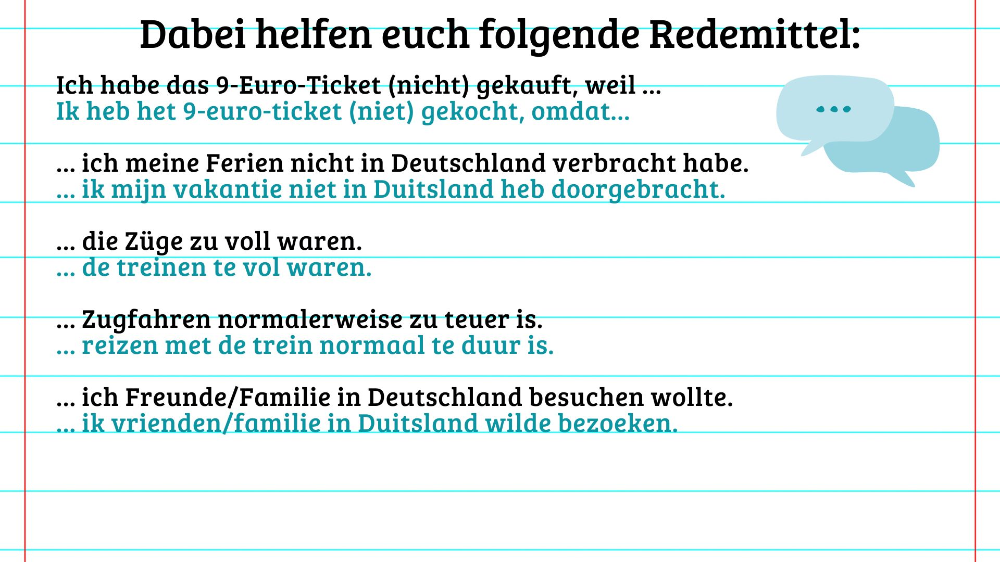 Dabei helfen euch folgende Redemittel:
Ich habe das 9-Euro-Ticket (nicht) gekauft, weil ...
Ik heb het 9-euro-ticket (niet) gekocht, omdat...
... ich meine Ferien nicht in Deutschland verbracht habe.
... ik mijn vakantie niet in Duitsland heb doorgebracht.
... die Züge zu voll waren.
... de treinen te vol waren.
... Zugfahren normalerweise zu teuer is.
... reizen met de trein normaal te duur is.
... ich Freunde/Familie in Deutschland besuchen wollte.
... ik vrienden/familie in Duitsland wilde bezoeken.